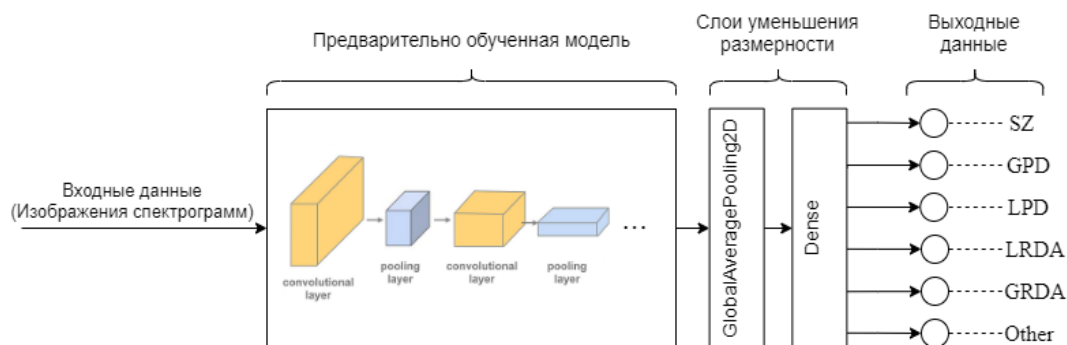 Предварительно обученная модель
Слои уменьшения
размерности
Выходные
данные
Входные данные
(Изображения спектрограмм)
convolutional
layer
pooling
layer
convolutional
layer
pooling
layer
...
GlobalAveragePooling2D
Dense
SZ
GPD
LPD
LRDA
GRDA
Other